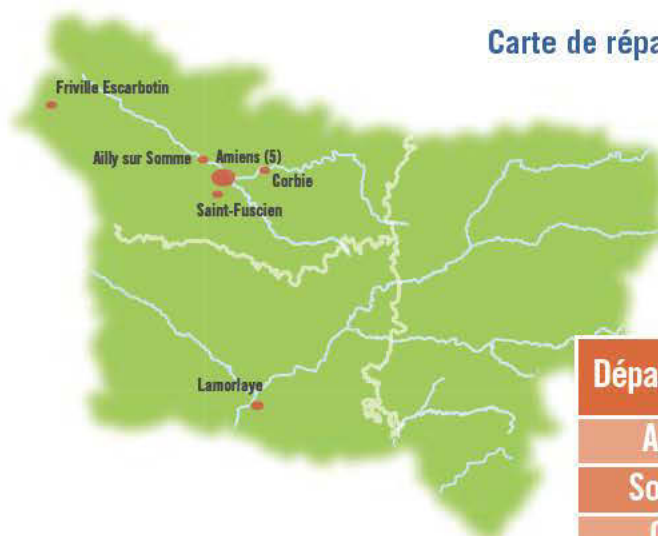 Carte de répa
Friville Escarbotin
Ailly sur Somme
Amiens (5)
Corbie
Saint-Fuscien
Lamorlaye
Dépa
A
So